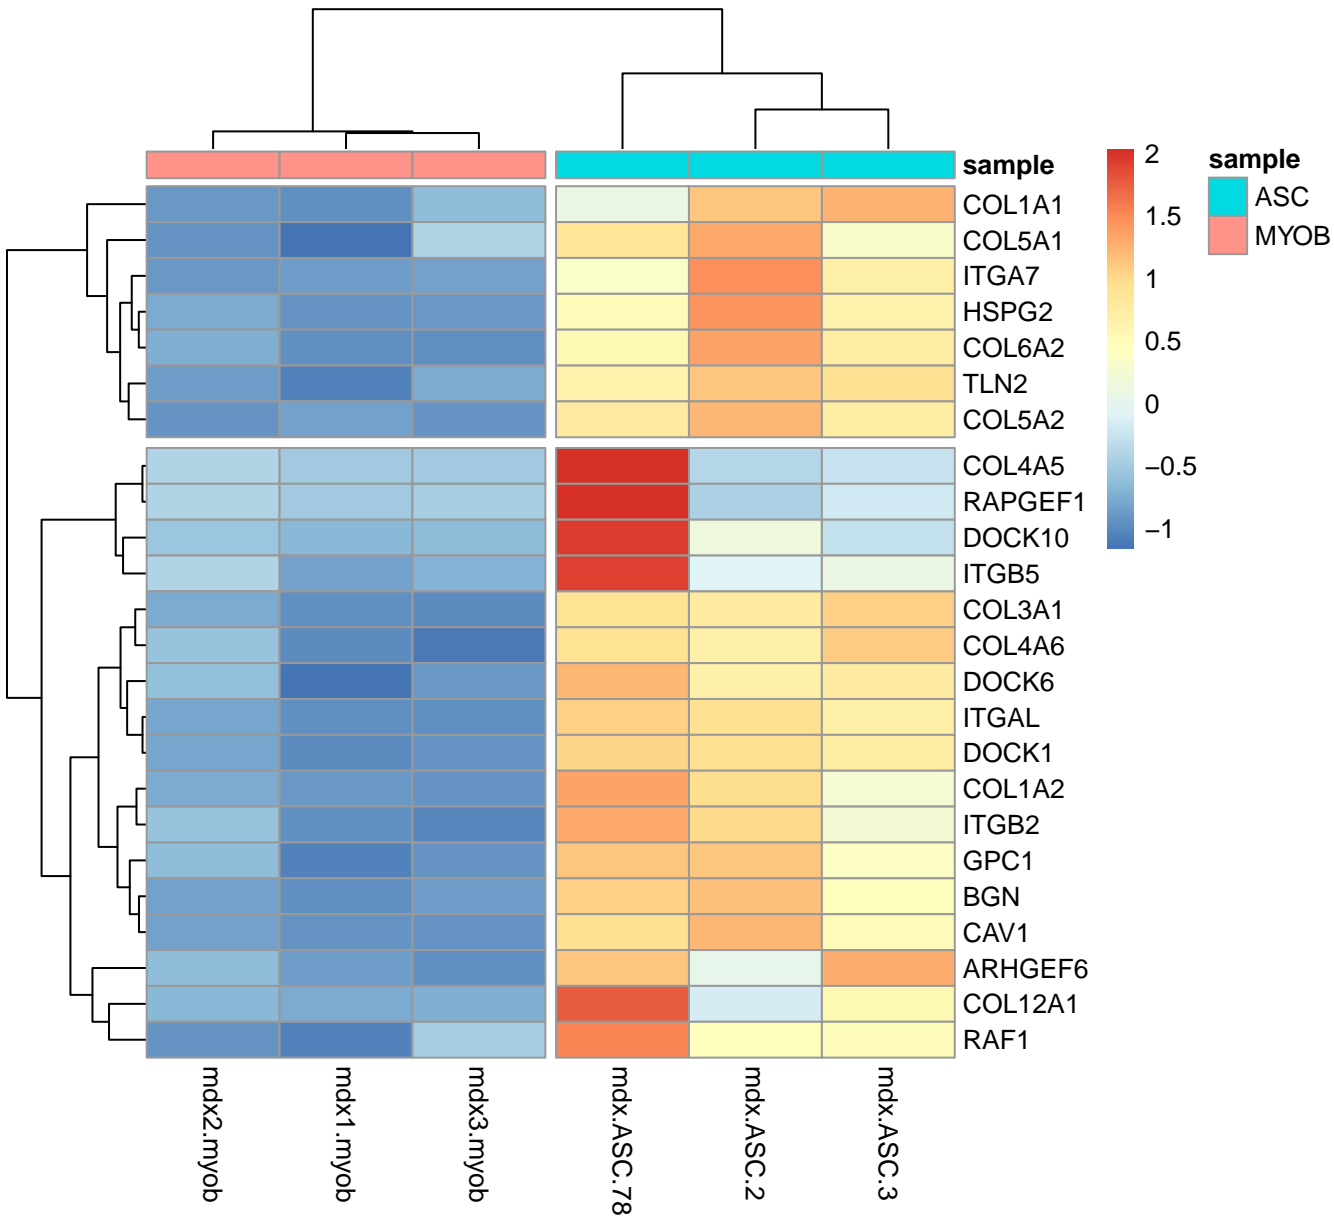 sample
COL1A1
COL5A1
ITGA7
HSPG2
COL6A2
TLN2
COL5A2
COL4A5
RAPGEF1
DOCK10
ITGB5
COL3A1
COL4A6
DOCK6
ITGAL
DOCK1
COL1A2
ITGB2
GPC1
BGN
CAV1
ARHGEF6
COL12A1
RAF1
mdx2.myob
mdx1.myob
mdx3.myob
mdx.ASC.78
mdx.ASC.2
mdx.ASC.3
2
1.5
1
0.5
0
−0.5
−1
sample
ASC
MYOB